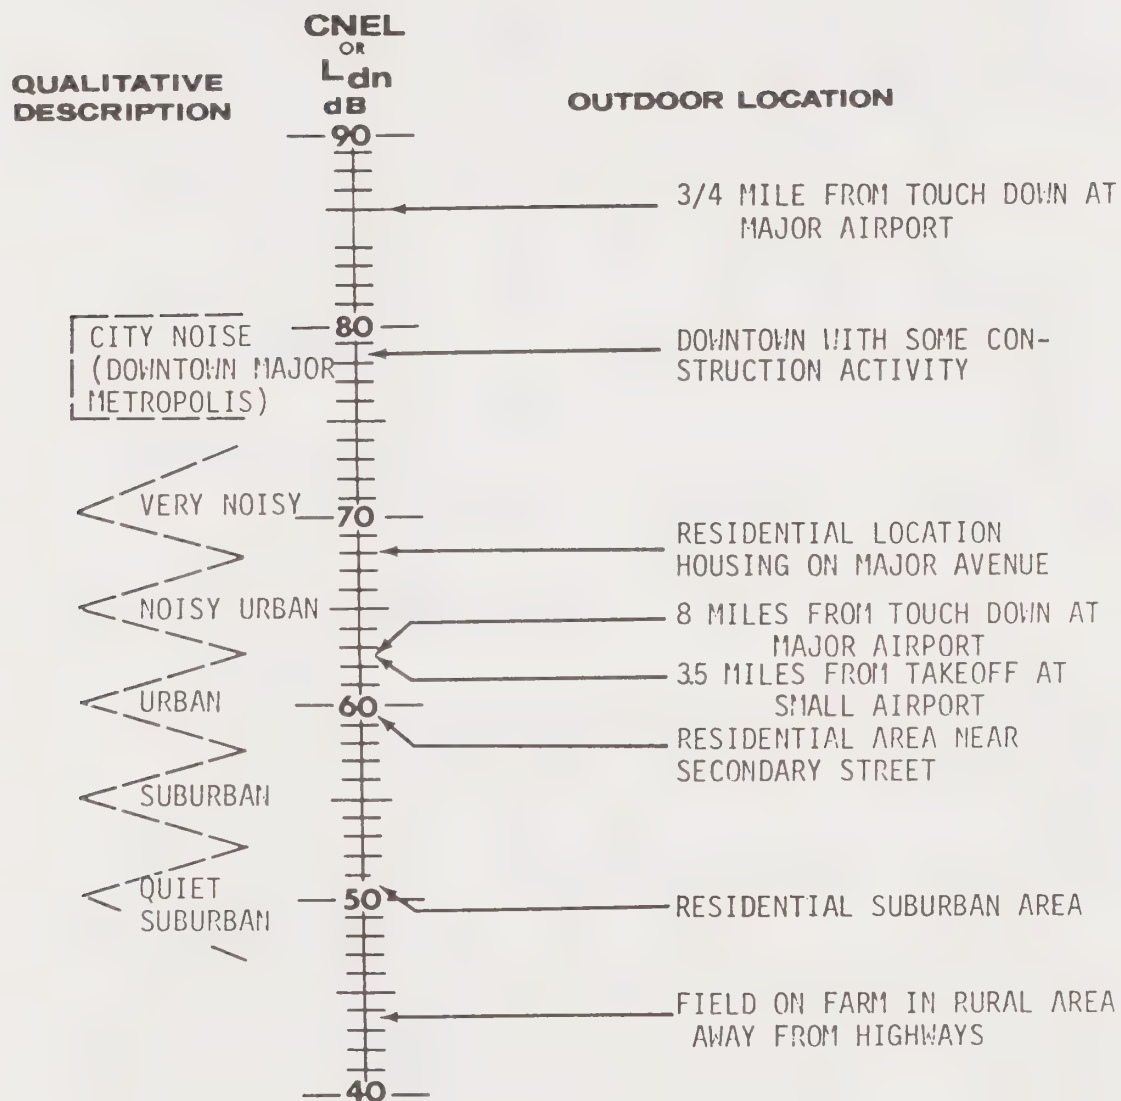 CNEL
OR
Ldn
dB
QUALITATIVE
DESCRIPTION
OUTDOOR LOCATION
90
3/4 MILE FROM TOUCH DOWN AT
MAJOR AIRPORT
80
CITY NOISE
(DOWNTOWN MAJOR
METROPOLIS)
DOWNTOWN WITH SOME CON-
STRUCTION ACTIVITY
VERY NOISY
70
RESIDENTIAL LOCATION
HOUSING ON MAJOR AVENUE
NOISY URBAN
8 MILES FROM TOUCH DOWN AT
MAJOR AIRPORT
3.5 MILES FROM TAKEOFF AT
SMALL AIRPORT
URBAN
60
RESIDENTIAL AREA NEAR
SECONDARY STREET
SUBURBAN
QUIET
SUBURBAN
50
RESIDENTIAL SUBURBAN AREA
FIELD ON FARM IN RURAL AREA
AWAY FROM HIGHWAYS
40